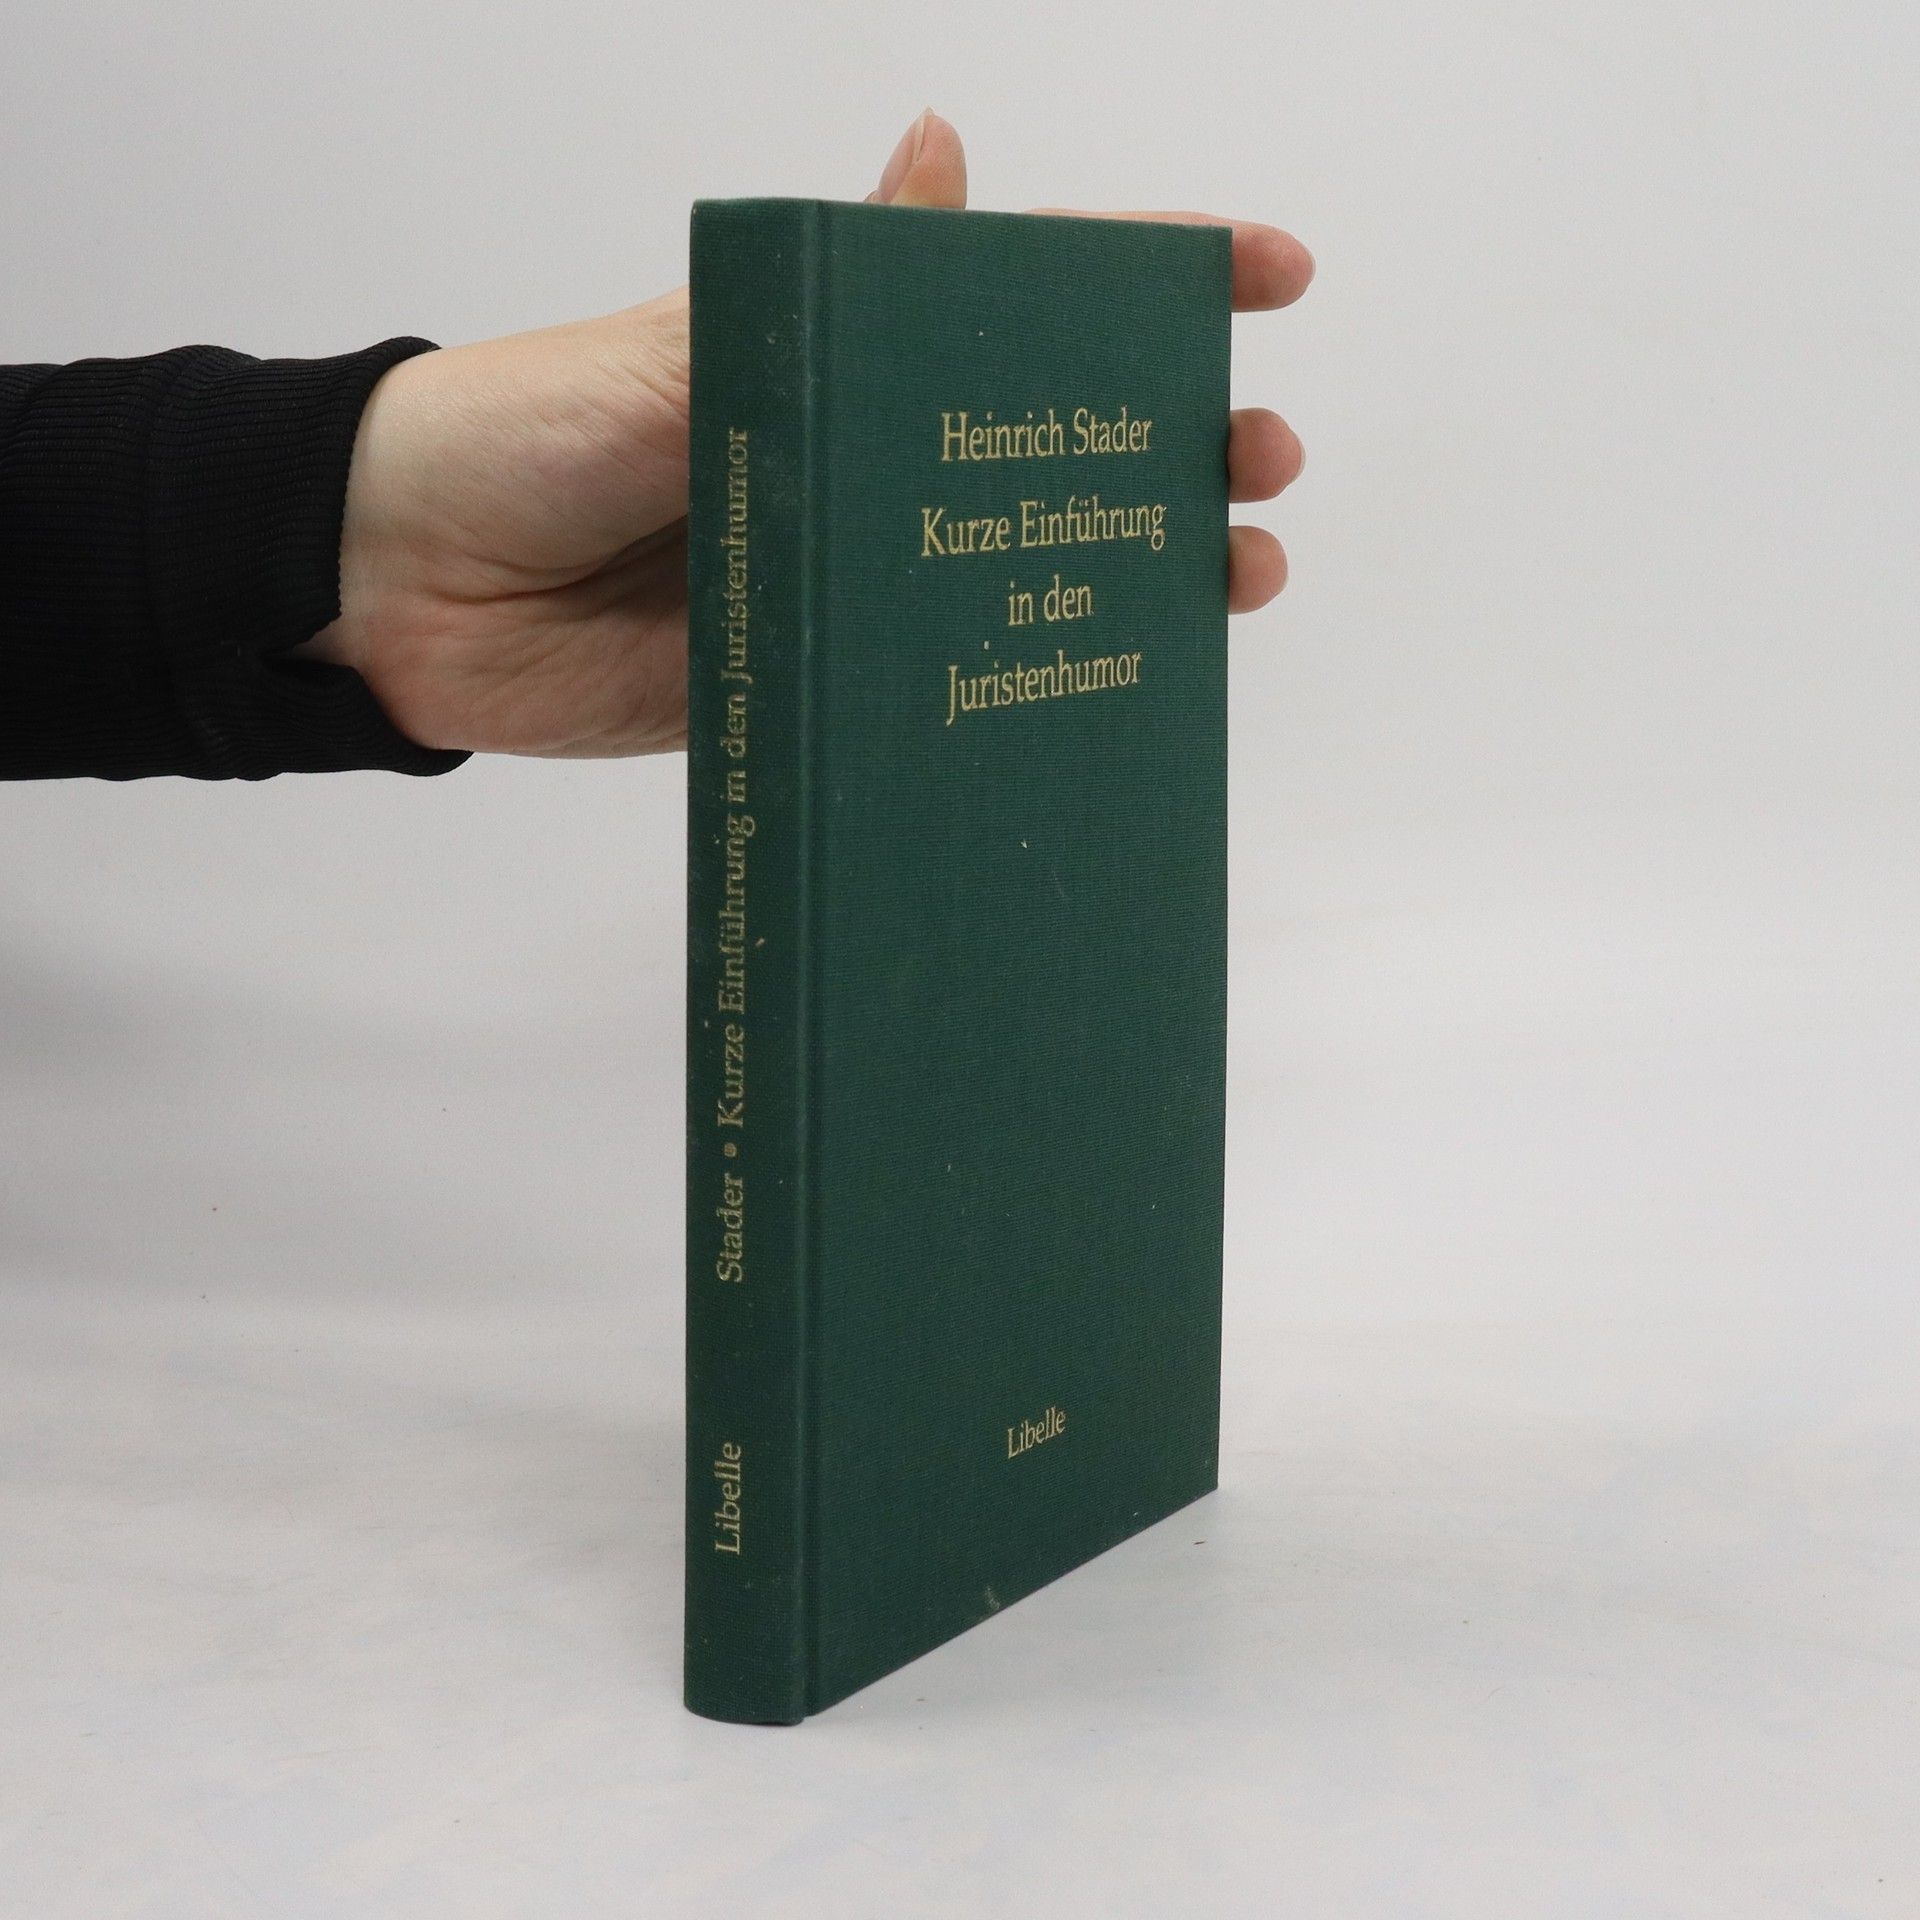 Heinrich Stader
Kurze Einführung
in den
Juristenhumor
Libelle
Stader • Kurze Einführung in den Juristenhumor
Libelle